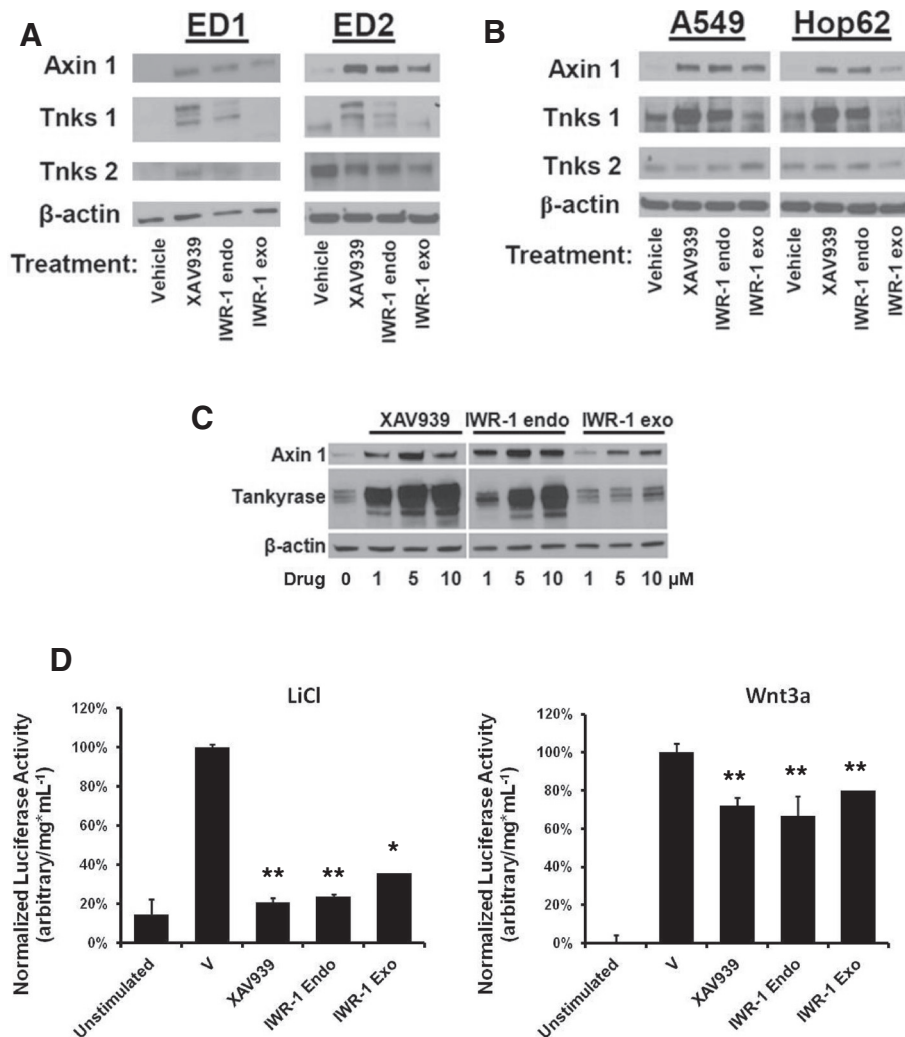 A
ED1 ED2
Axin 1
Tnks 1
Tnks 2
β-actin
Treatment:
Vehicle
XAV939
IWR-1 endo
IWR-1 exo
Vehicle
XAV939
IWR-1 endo
IWR-1 exo
B
A549 Hop62
Axin 1
Tnks 1
Tnks 2
β-actin
Treatment:
Vehicle
XAV939
IWR-1 endo
IWR-1 exo
Vehicle
XAV939
IWR-1 endo
IWR-1 exo
C
XAV939 IWR-1 endo IWR-1 exo
Axin 1
Tankyrase
β-actin
Drug 0 1 5 10 1 5 10 1 5 10 µM
D
LiCl
Normalized Luciferase Activity
(arbitrary/mg*mL-1)
120%
100%
80%
60%
40%
20%
0%
** ** *
Unstimulated
V
XAV939
IWR-1 Endo
IWR-1 Exo
Wnt3a
Normalized Luciferase Activity
(arbitrary/mg*mL-1)
120%
100%
80%
60%
40%
20%
0%
** ** **
Unstimulated
V
XAV939
IWR-1 Endo
IWR-1 Exo